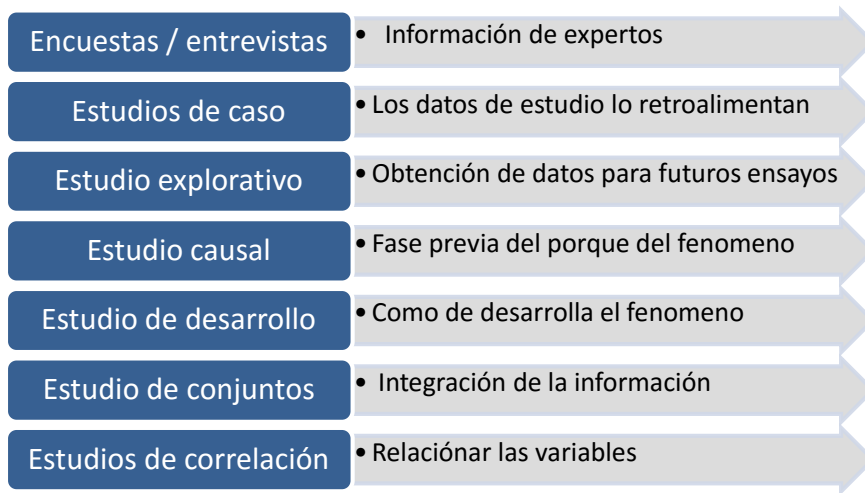 Encuestas / entrevistas
• Información de expertos
Estudios de caso
• Los datos de estudio lo retroalimentan
Estudio explorativo
• Obtención de datos para futuros ensayos
Estudio causal
• Fase previa del porque del fenomeno
Estudio de desarrollo
• Como de desarrolla el fenomeno
Estudio de conjuntos
• Integración de la información
Estudios de correlación
• Relaciónar las variables